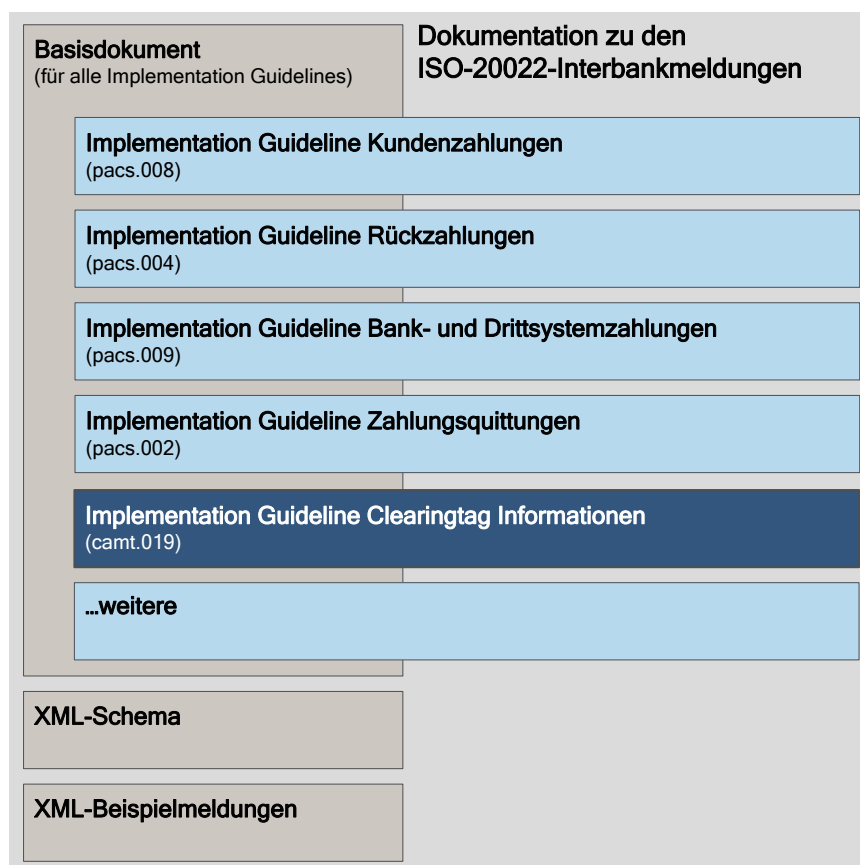 Basisdokument
(für alle Implementation Guidelines)
Dokumentation zu den
ISO-20022-Interbankmeldungen
Implementation Guideline Kundenzahlungen
(pacs.008)
Implementation Guideline Rückzahlungen
(pacs.004)
Implementation Guideline Bank- und Drittsystemzahlungen
(pacs.009)
Implementation Guideline Zahlungsquittungen
(pacs.002)
Implementation Guideline Clearingtag Informationen
(camt.019)
...weitere
XML-Schema
XML-Beispielmeldungen